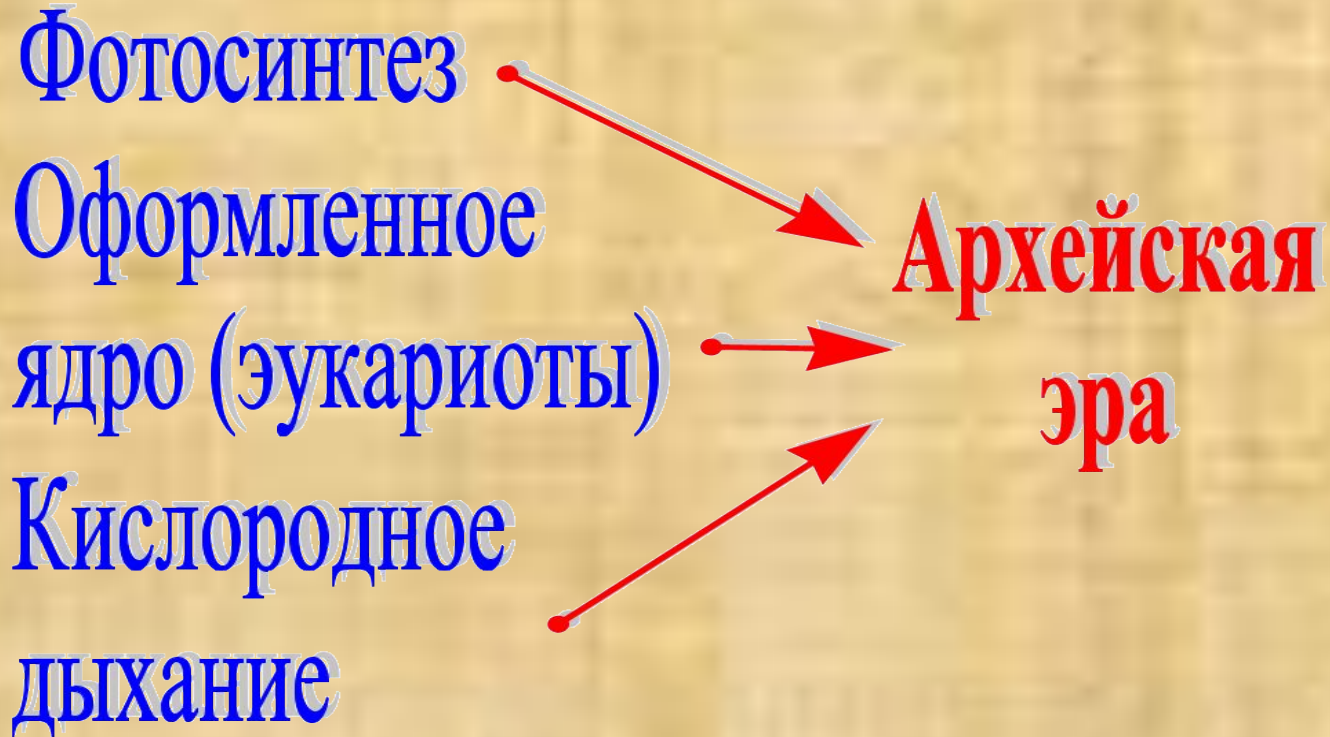 Фотосинтез
Оформленное
ядро (эукариоты)
Кислородное
дыхание
Архейская
эра